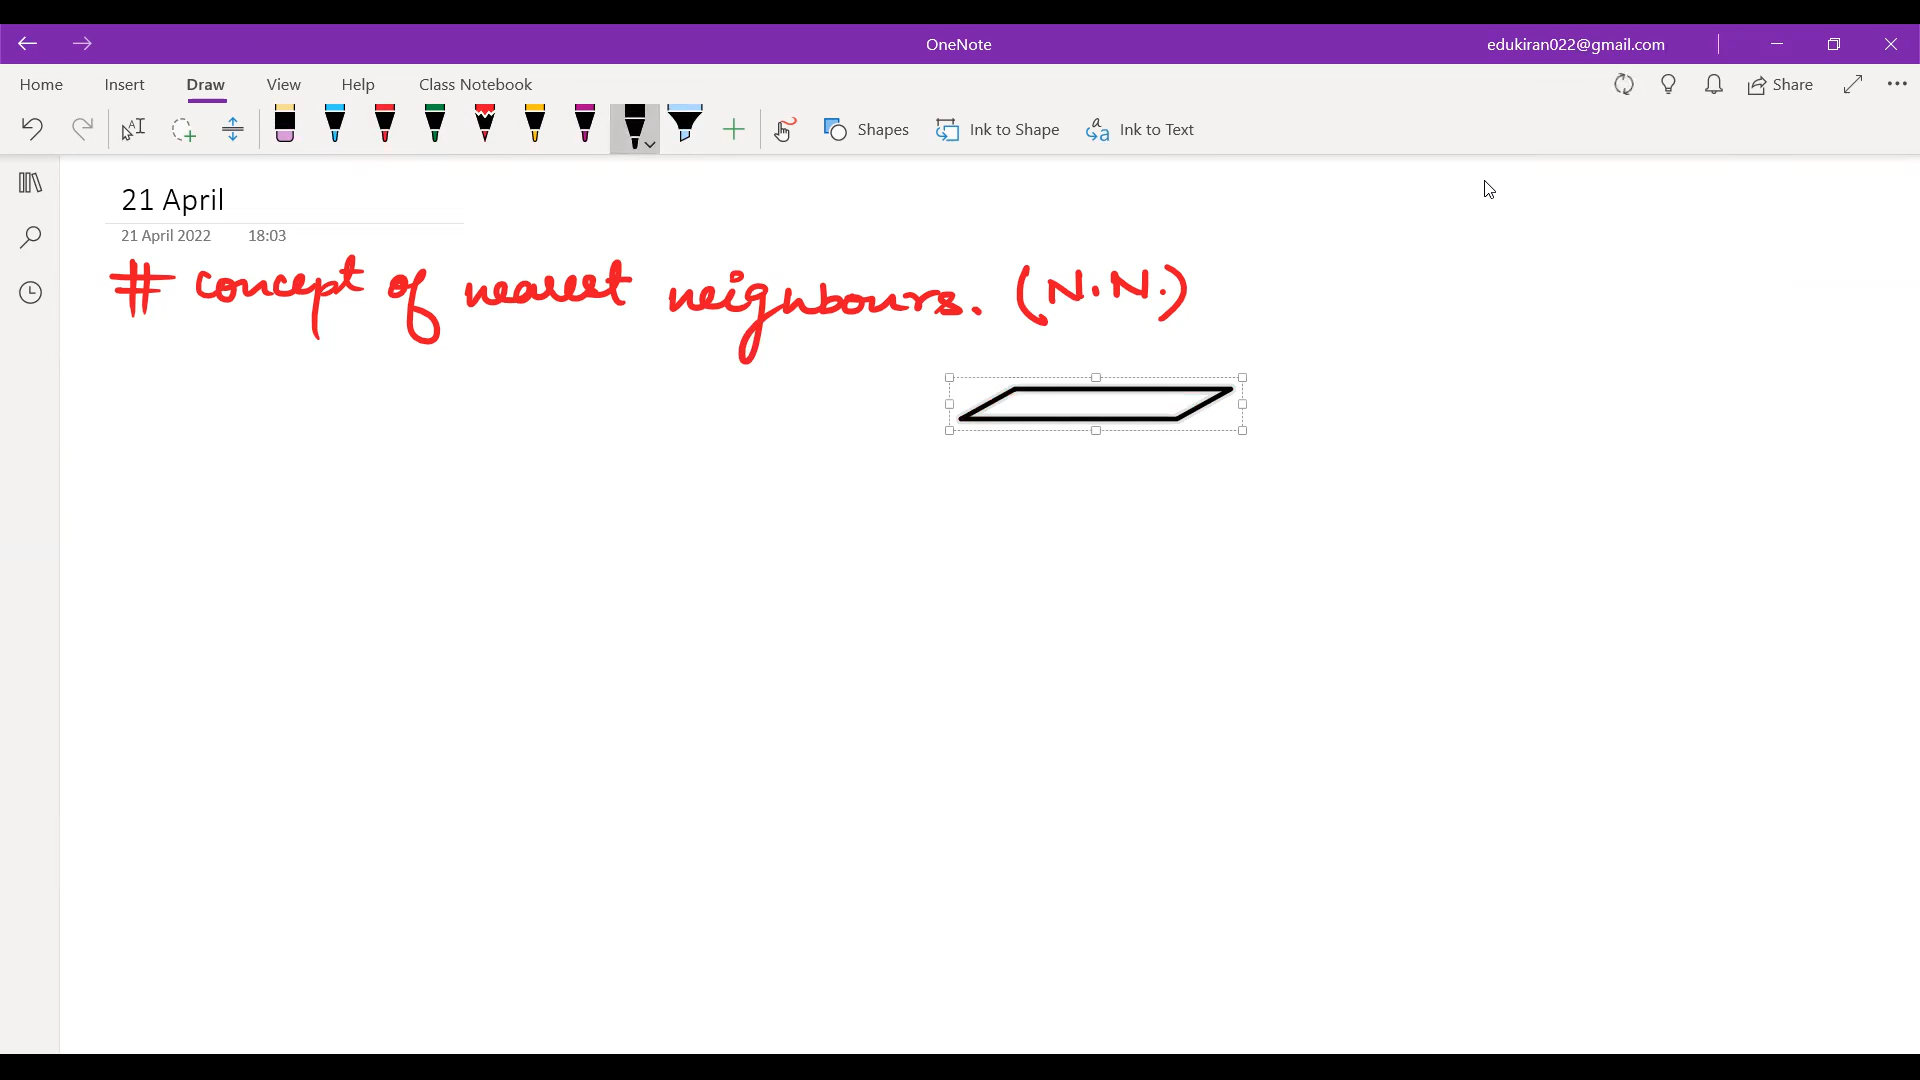 OneNote
edukiran022@gmail.com
Home Insert Draw View Help Class Notebook
Share
Shapes Ink to Shape Ink to Text
21 April
21 April 2022 18:03
# concept of nearest neighbours. (N.N.)